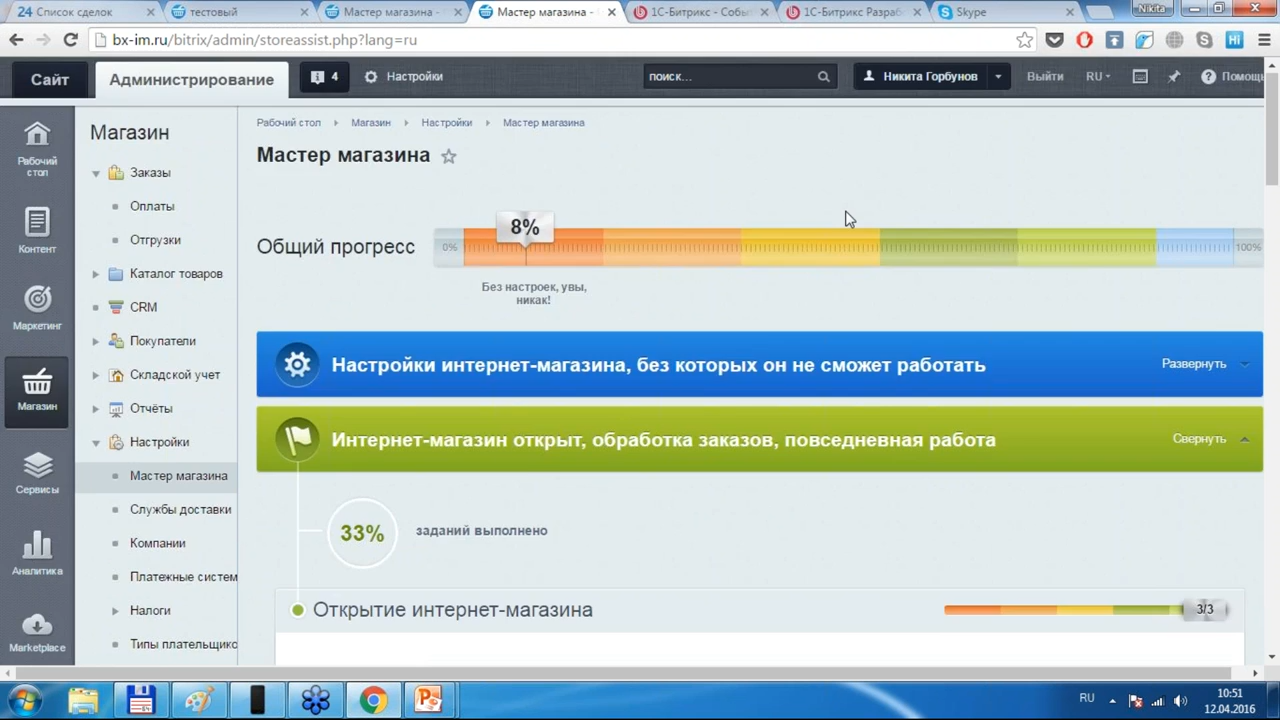 24 Список сделок
тестовый
Мастер магазина -
Мастер магазина -
1С-Битрикс - Собы
1С-Битрикс Разраб
Skype
Nikita
bx-im.ru/bitrix/admin/storeassist.php?lang=ru
Сайт
Администрирование
4
Настройки
поиск...
Никита Горбунов
Выйти
RU
Помощь
Рабочий стол
Контент
Маркетинг
Магазин
Сервисы
Аналитика
Marketplace
Магазин
Заказы
Оплаты
Отгрузки
Каталог товаров
CRM
Покупатели
Складской учет
Отчёты
Настройки
Мастер магазина
Службы доставки
Компании
Платежные систем
Налоги
Типы плательщико
Рабочий стол
Магазин
Настройки
Мастер магазина
Мастер магазина
Общий прогресс
0%
8%
100%
Без настроек, увы,
никак!
Настройки интернет-магазина, без которых он не сможет работать
Развернуть
Интернет-магазин открыт, обработка заказов, повседневная работа
Свернуть
33%
заданий выполнено
Открытие интернет-магазина
3/3
RU
10:51
12.04.2016